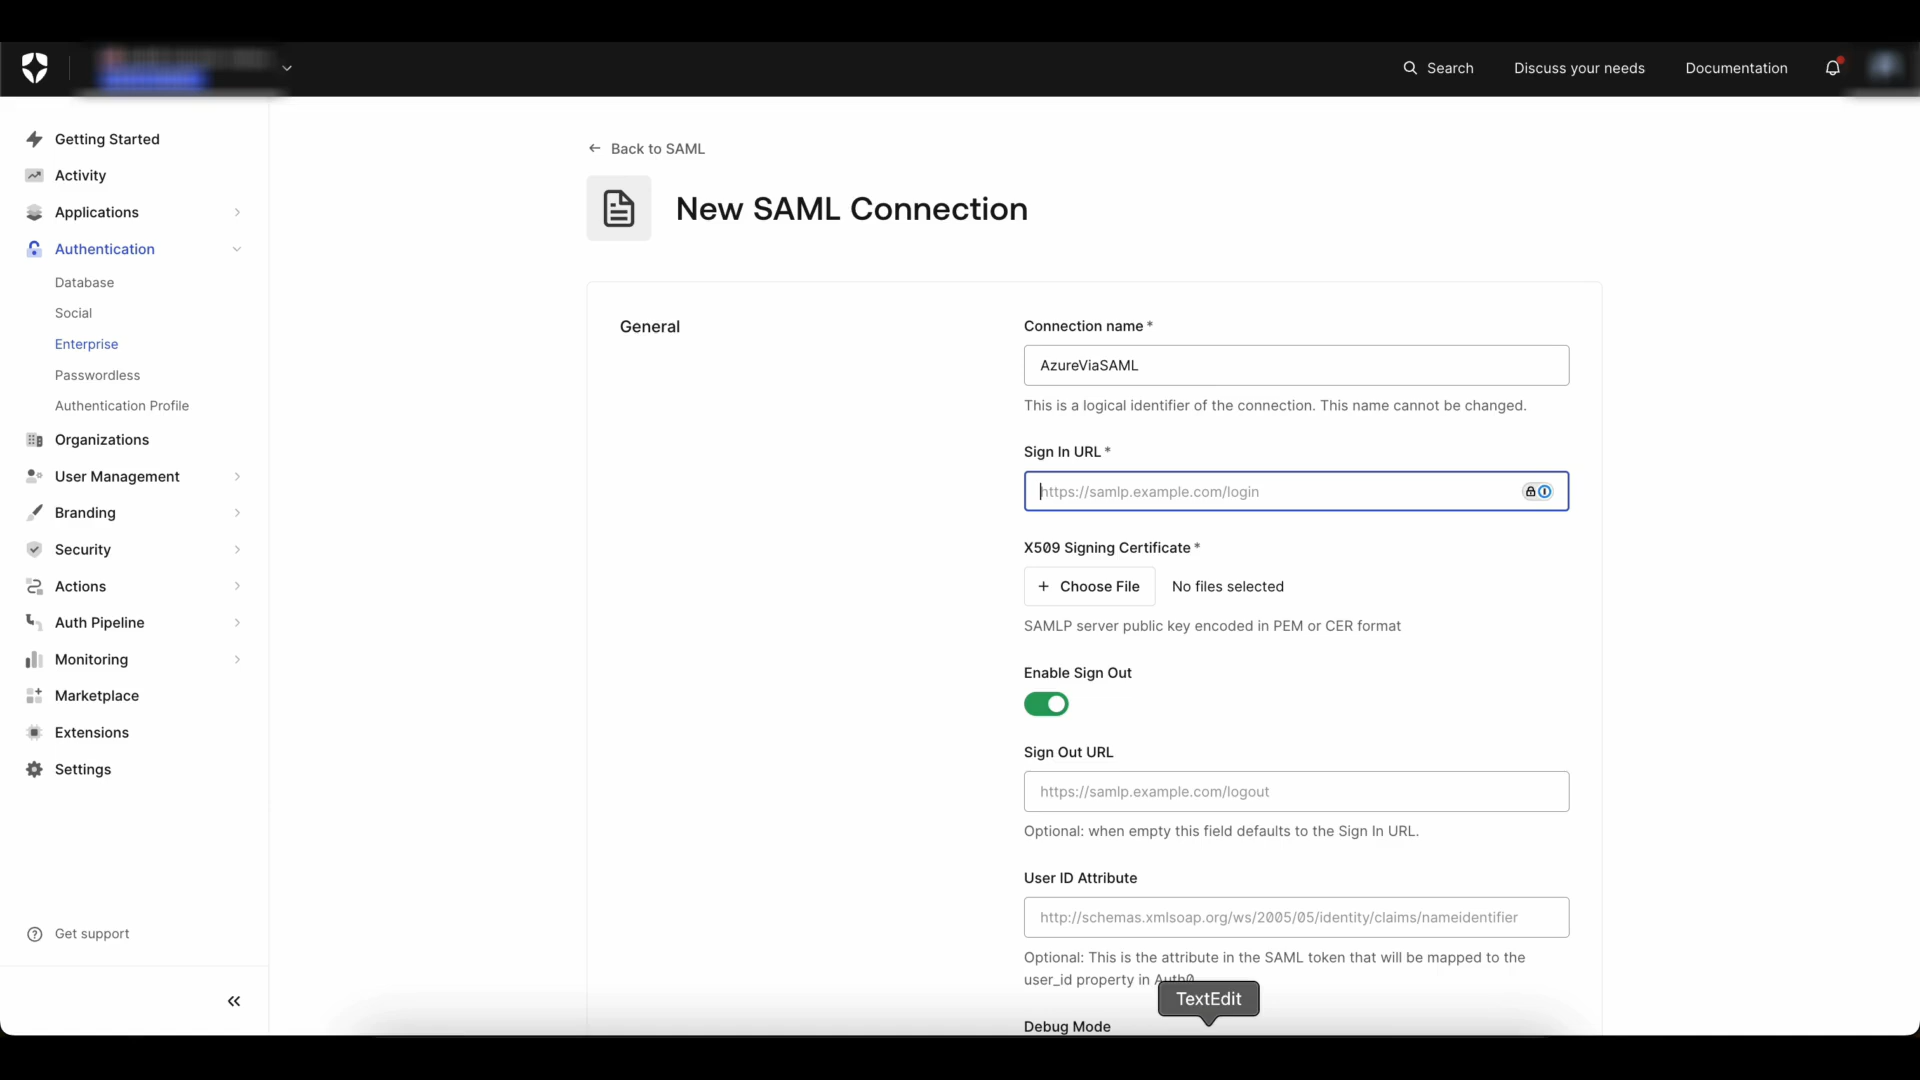 Search
Discuss your needs
Documentation
Getting Started
Activity
Applications
Authentication
Database
Social
Enterprise
Passwordless
Authentication Profile
Organizations
User Management
Branding
Security
Actions
Auth Pipeline
Monitoring
Marketplace
Extensions
Settings
Get support
Back to SAML
New SAML Connection
General
Connection name *
AzureViaSAML
This is a logical identifier of the connection. This name cannot be changed.
Sign In URL *
https://samlp.example.com/login
X509 Signing Certificate *
+ Choose File No files selected
SAMLP server public key encoded in PEM or CER format
Enable Sign Out
Sign Out URL
https://samlp.example.com/logout
Optional: when empty this field defaults to the Sign In URL.
User ID Attribute
http://schemas.xmlsoap.org/ws/2005/05/identity/claims/nameidentifier
Optional: This is the attribute in the SAML token that will be mapped to the
user_id property in Auth0
TextEdit
Debug Mode